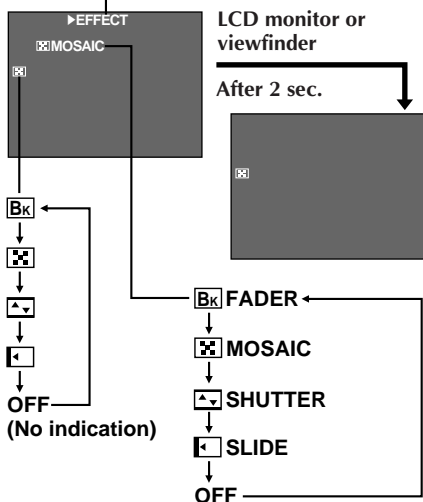 ▶EFFECT
MOSAIC
LCD monitor or
viewfinder
After 2 sec.
BK
OFF
(No indication)
BK FADER
MOSAIC
SHUTTER
SLIDE
OFF